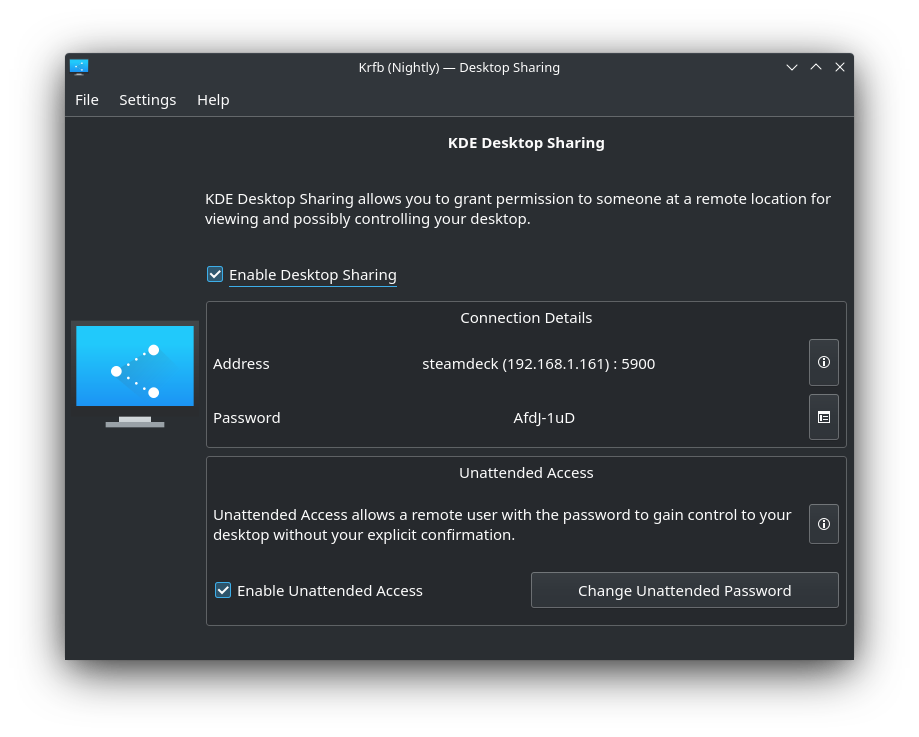 Krfb (Nightly) — Desktop Sharing
File Settings Help
KDE Desktop Sharing
KDE Desktop Sharing allows you to grant permission to someone at a remote location for
viewing and possibly controlling your desktop.
Enable Desktop Sharing
Connection Details
Address steamdeck (192.168.1.161) : 5900
Password AfdJ-1uD
Unattended Access
Unattended Access allows a remote user with the password to gain control to your
desktop without your explicit confirmation.
Enable Unattended Access Change Unattended Password